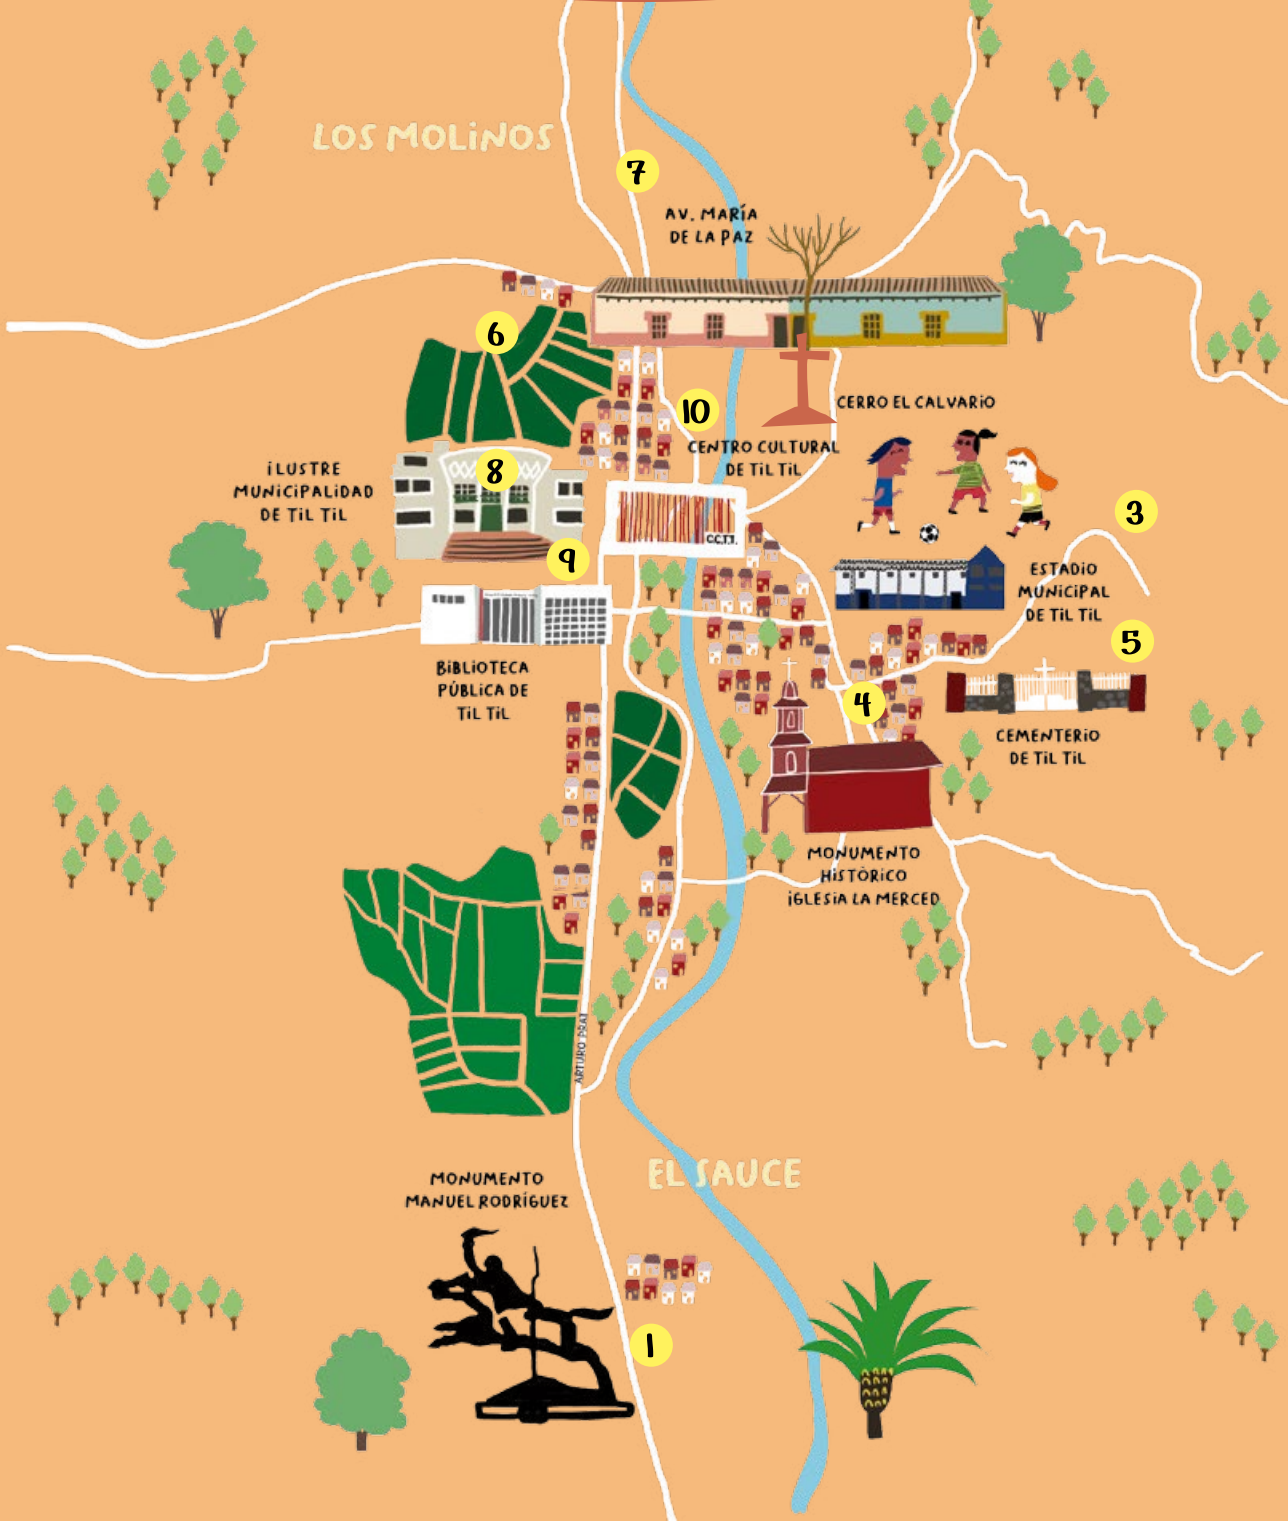 LOS MOLiNOS
7
AV. MARÍA
DE LA PAZ
6
10
CERRO EL CALVARIO
CENTRO CULTURAL
DE TiL TiL
8
iLUSTRE
MUNiCiPALiDAD
DE TiL TiL
3
C.C.T.T.
9
ESTADiO
MUNiCiPAL
DE TiL TiL
5
BiBLiOTECA
PÚBLiCA DE
TiL TiL
4
CEMENTERiO
DE TiL TiL
MONUMENTO
HiSTÓRiCO
iGLESiA LA MERCED
ARTURO PRAT
EL SAUCE
MONUMENTO
MANUEL RODRÍGUEZ
1